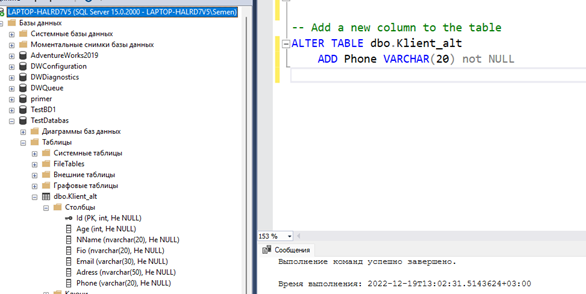 LAPTOP-HALRD7V5 (SQL Server 15.0.2000 - LAPTOP-HALRD7V5\Semen)
Базы данных
Системные базы данных
Моментальные снимки базы данных
AdventureWorks2019
DWConfiguration
DWDiagnostics
DWQueue
primer
TestBD1
TestDatabas
Диаграммы баз данных
Таблицы
Системные таблицы
FileTables
Внешние таблицы
Графовые таблицы
dbo.Klient_alt
Столбцы
Id (PK, int, Не NULL)
Age (int, Не NULL)
NName (nvarchar(20), Не NULL)
Fio (nvarchar(20), Не NULL)
Email (varchar(30), Не NULL)
Adress (nvarchar(50), Не NULL)
Phone (varchar(20), Не NULL)
-- Add a new column to the table
ALTER TABLE dbo.Klient_alt
ADD Phone VARCHAR(20) not NULL
153 %
Сообщения
Выполнение команд успешно завершено.
Время выполнения: 2022-12-19T13:02:31.5143624+03:00